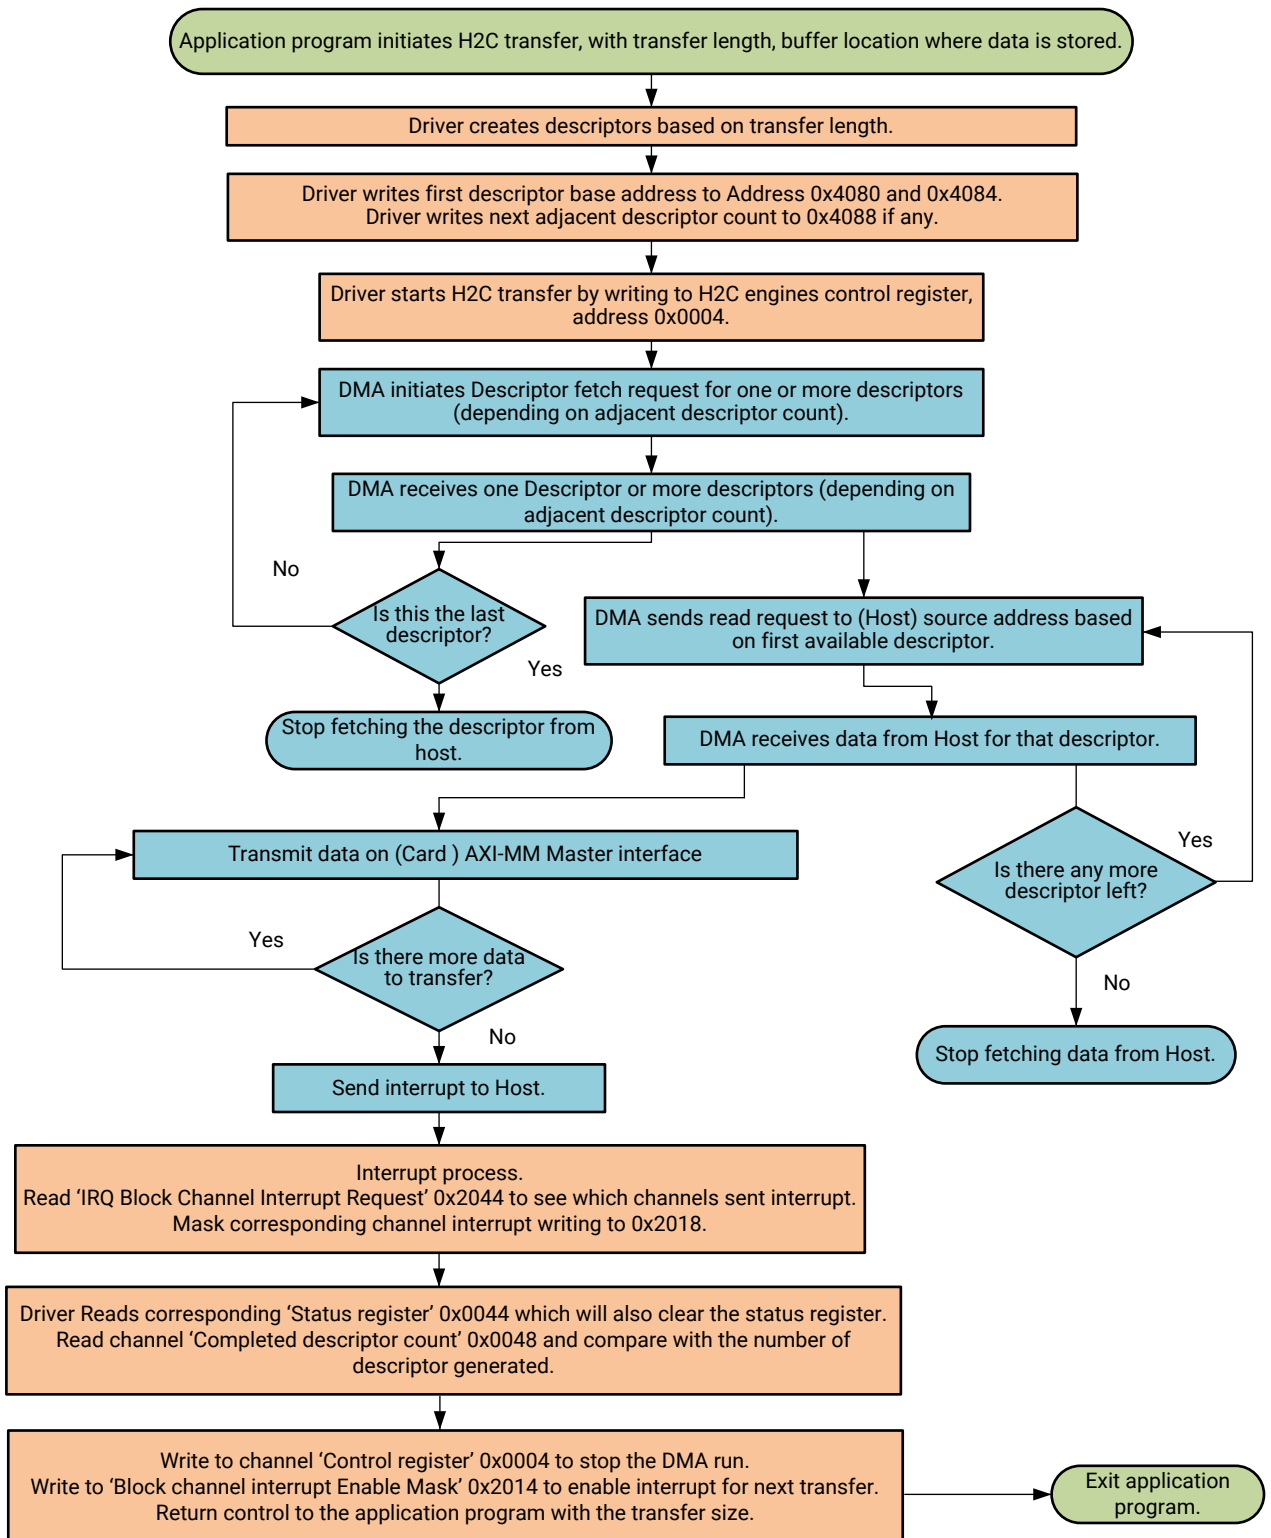 Application program initiates H2C transfer, with transfer length, buffer location where data is stored.
Driver creates descriptors based on transfer length.
Driver writes first descriptor base address to Address 0x4080 and 0x4084.
Driver writes next adjacent descriptor count to 0x4088 if any.
Driver starts H2C transfer by writing to H2C engines control register,
address 0x0004.
DMA initiates Descriptor fetch request for one or more descriptors
(depending on adjacent descriptor count).
DMA receives one Descriptor or more descriptors (depending on
adjacent descriptor count).
No
Is this the last
descriptor?
Yes
Stop fetching the descriptor from
host.
DMA sends read request to (Host) source address based
on first available descriptor.
DMA receives data from Host for that descriptor.
Yes
Is there any more
descriptor left?
No
Stop fetching data from Host.
Transmit data on (Card ) AXI-MM Master interface
Yes
Is there more data
to transfer?
No
Send interrupt to Host.
Interrupt process.
Read ‘IRQ Block Channel Interrupt Request’ 0x2044 to see which channels sent interrupt.
Mask corresponding channel interrupt writing to 0x2018.
Driver Reads corresponding ‘Status register’ 0x0044 which will also clear the status register.
Read channel ‘Completed descriptor count’ 0x0048 and compare with the number of
descriptor generated.
Write to channel ‘Control register’ 0x0004 to stop the DMA run.
Write to ‘Block channel interrupt Enable Mask’ 0x2014 to enable interrupt for next transfer.
Return control to the application program with the transfer size.
Exit application
program.